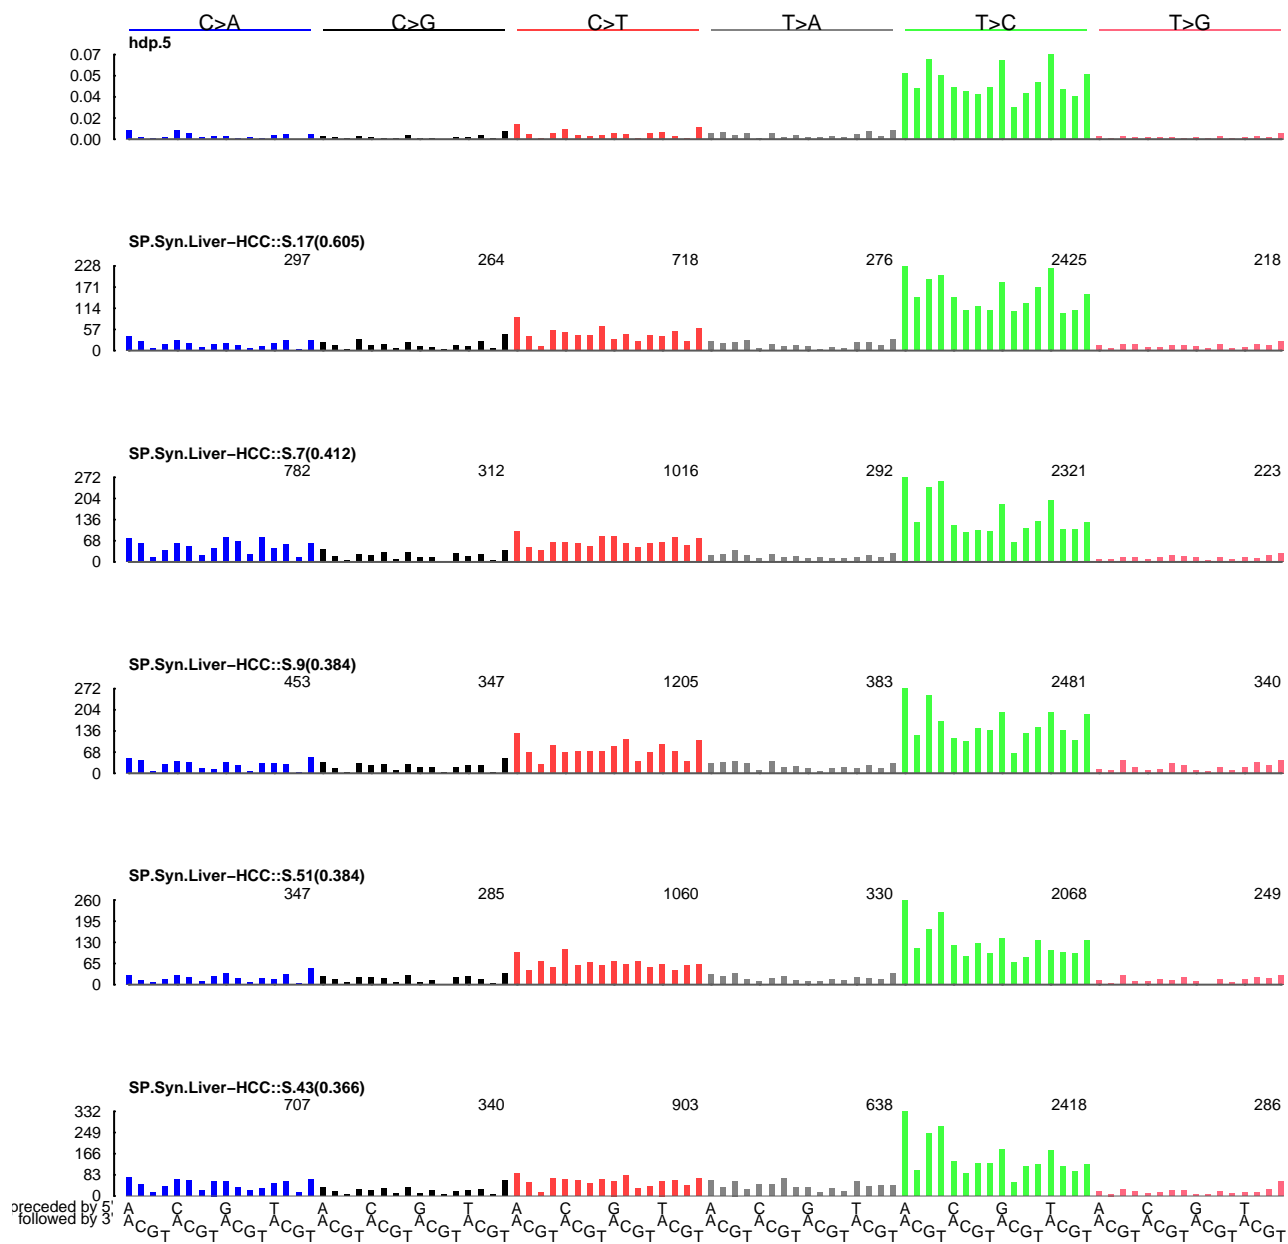 C>A C>G C>T T>A T>C T>G
hdp.5
0.07
0.05
0.04
0.02
0.00
SP.Syn.Liver−HCC::S.17(0.605)
297 264 718 276 2425 218
228
171
114
57
0
SP.Syn.Liver−HCC::S.7(0.412)
782 312 1016 292 2321 223
272
204
136
68
0
SP.Syn.Liver−HCC::S.9(0.384)
453 347 1205 383 2481 340
272
204
136
68
0
SP.Syn.Liver−HCC::S.51(0.384)
347 285 1060 330 2068 249
260
195
130
65
0
SP.Syn.Liver−HCC::S.43(0.366)
707 340 903 638 2418 286
332
249
166
83
0
preceded by 5' A C G T A C G T A C G T A C G T A C G T A C G T
followed by 3' A C G T A C G T A C G T A C G T A C G T A C G T A C G T A C G T A C G T A C G T A C G T A C G T A C G T A C G T A C G T A C G T A C G T A C G T A C G T A C G T A C G T A C G T A C G T A C G T